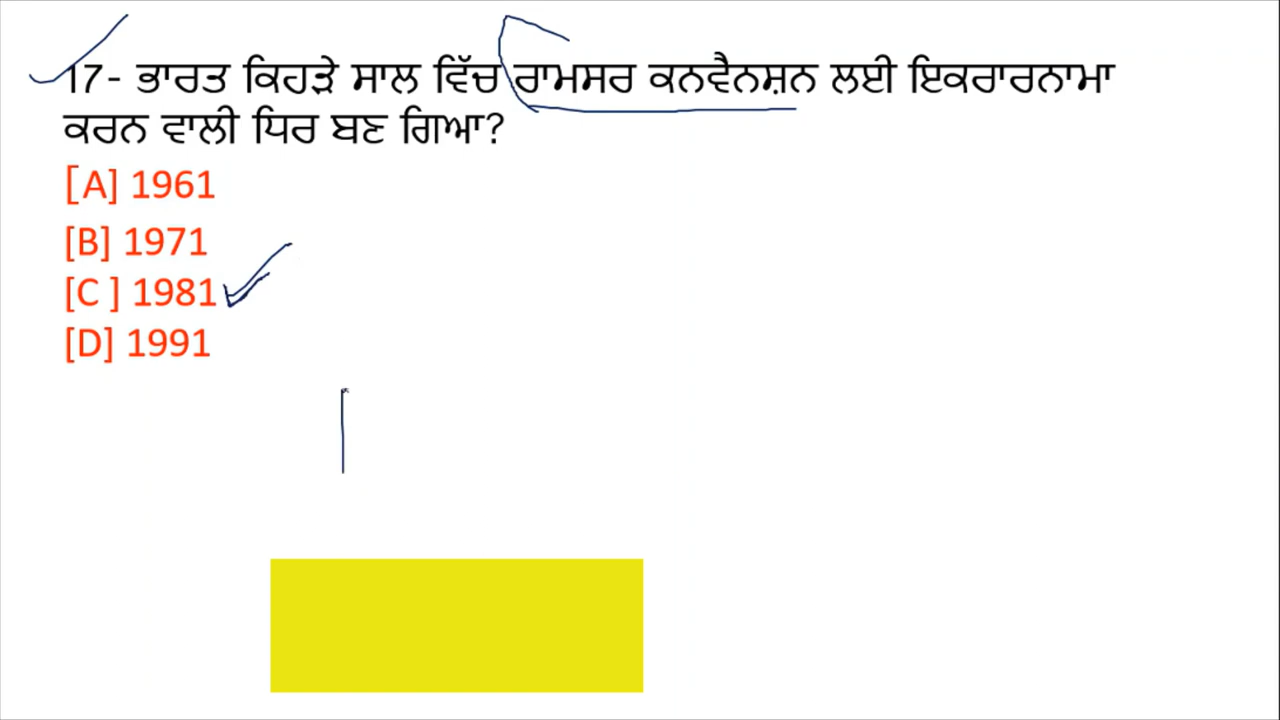 17- ਭਾਰਤ ਕਿਹੜੇ ਸਾਲ ਵਿੱਚ ਰਾਮਸਰ ਕਨਵੈਨਸ਼ਨ ਲਈ ਇਕਰਾਰਨਾਮਾ
ਕਰਨ ਵਾਲੀ ਧਿਰ ਬਣ ਗਿਆ?
[A] 1961
[B] 1971
[C ] 1981
[D] 1991